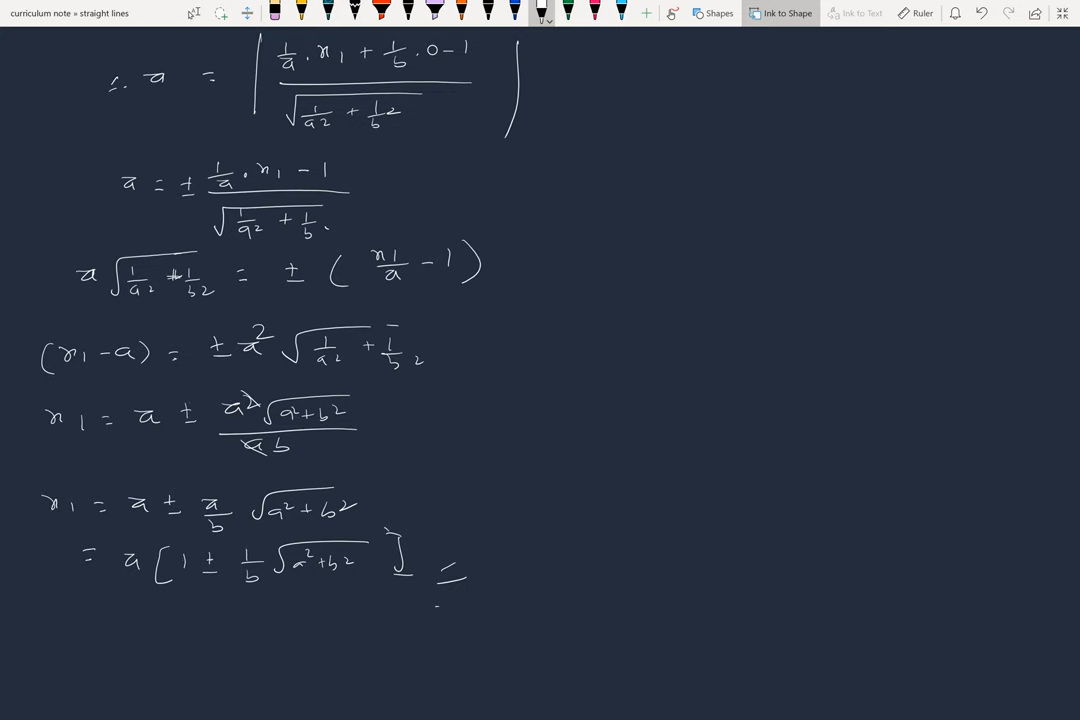 curriculum note » straight lines
Shapes Ink to Shape Ink to Text Ruler
∴ a = | (1/a · x₁ + 1/b · 0 − 1) / √(1/a² + 1/b²) |
a = ± (1/a · x₁ − 1) / √(1/a² + 1/b.)
a √(1/a² + 1/b²) = ± ( x₁/a − 1 )
(x₁ − a) = ± a² √(1/a² + 1/b²)
x₁ = a ± a² √(a² + b²) / ab
x₁ = a ± a/b √(a² + b²)
= a [ 1 ± 1/b √(a² + b²) ]